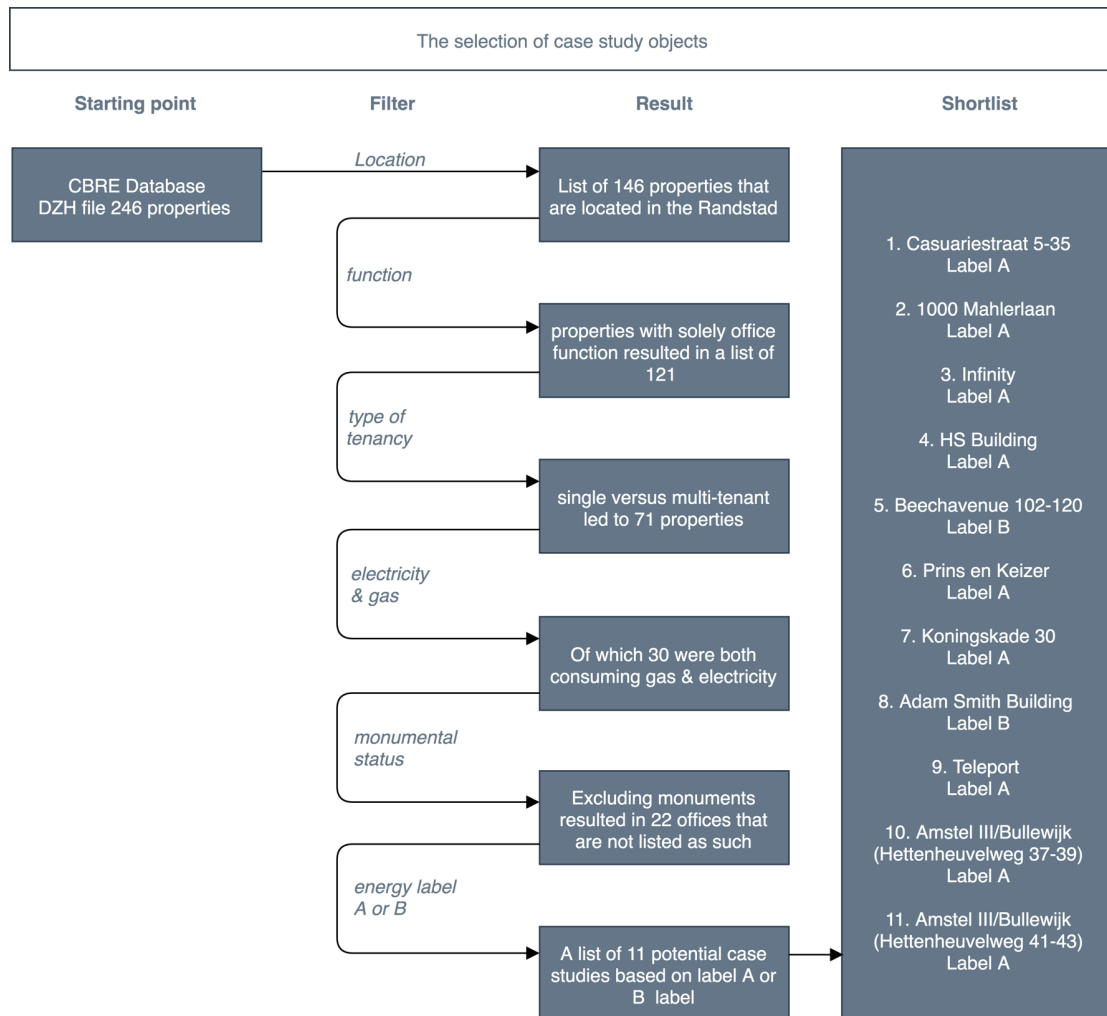 The selection of case study objects
Starting point
Filter
Result
Shortlist
CBRE Database
DZH file 246 properties
Location
List of 146 properties that
are located in the Randstad
function
properties with solely office
function resulted in a list of
121
type of
tenancy
single versus multi-tenant
led to 71 properties
electricity
& gas
Of which 30 were both
consuming gas & electricity
monumental
status
Excluding monuments
resulted in 22 offices that
are not listed as such
energy label
A or B
A list of 11 potential case
studies based on label A or
B label
1. Casuariestraat 5-35
Label A
2. 1000 Mahlerlaan
Label A
3. Infinity
Label A
4. HS Building
Label A
5. Beechavenue 102-120
Label B
6. Prins en Keizer
Label A
7. Koningskade 30
Label A
8. Adam Smith Building
Label B
9. Teleport
Label A
10. Amstel III/Bullewijk
(Hettenheuvelweg 37-39)
Label A
11. Amstel III/Bullewijk
(Hettenheuvelweg 41-43)
Label A